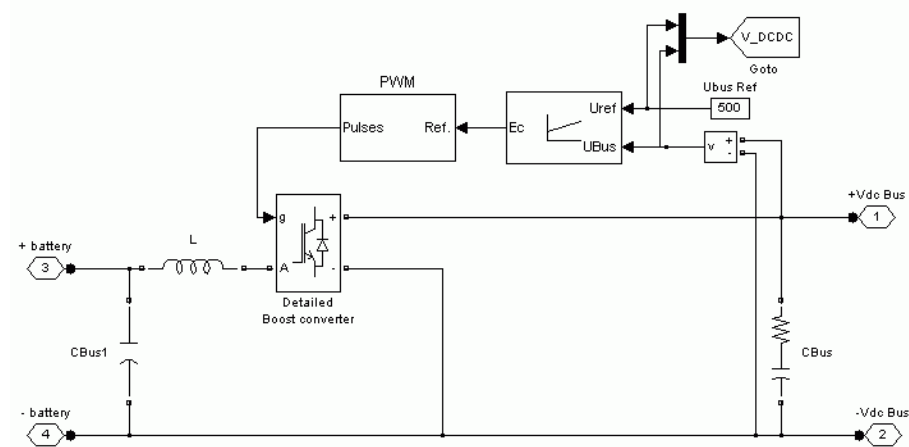 V_DCDC
Goto
Ubus Ref
500
PWM
Pulses
Ref.
Ec
Uref
UBus
v
+
-
+Vdc Bus
1
g
+
A
-
Detailed
Boost converter
L
+ battery
3
CBus1
CBus
- battery
4
-Vdc Bus
2